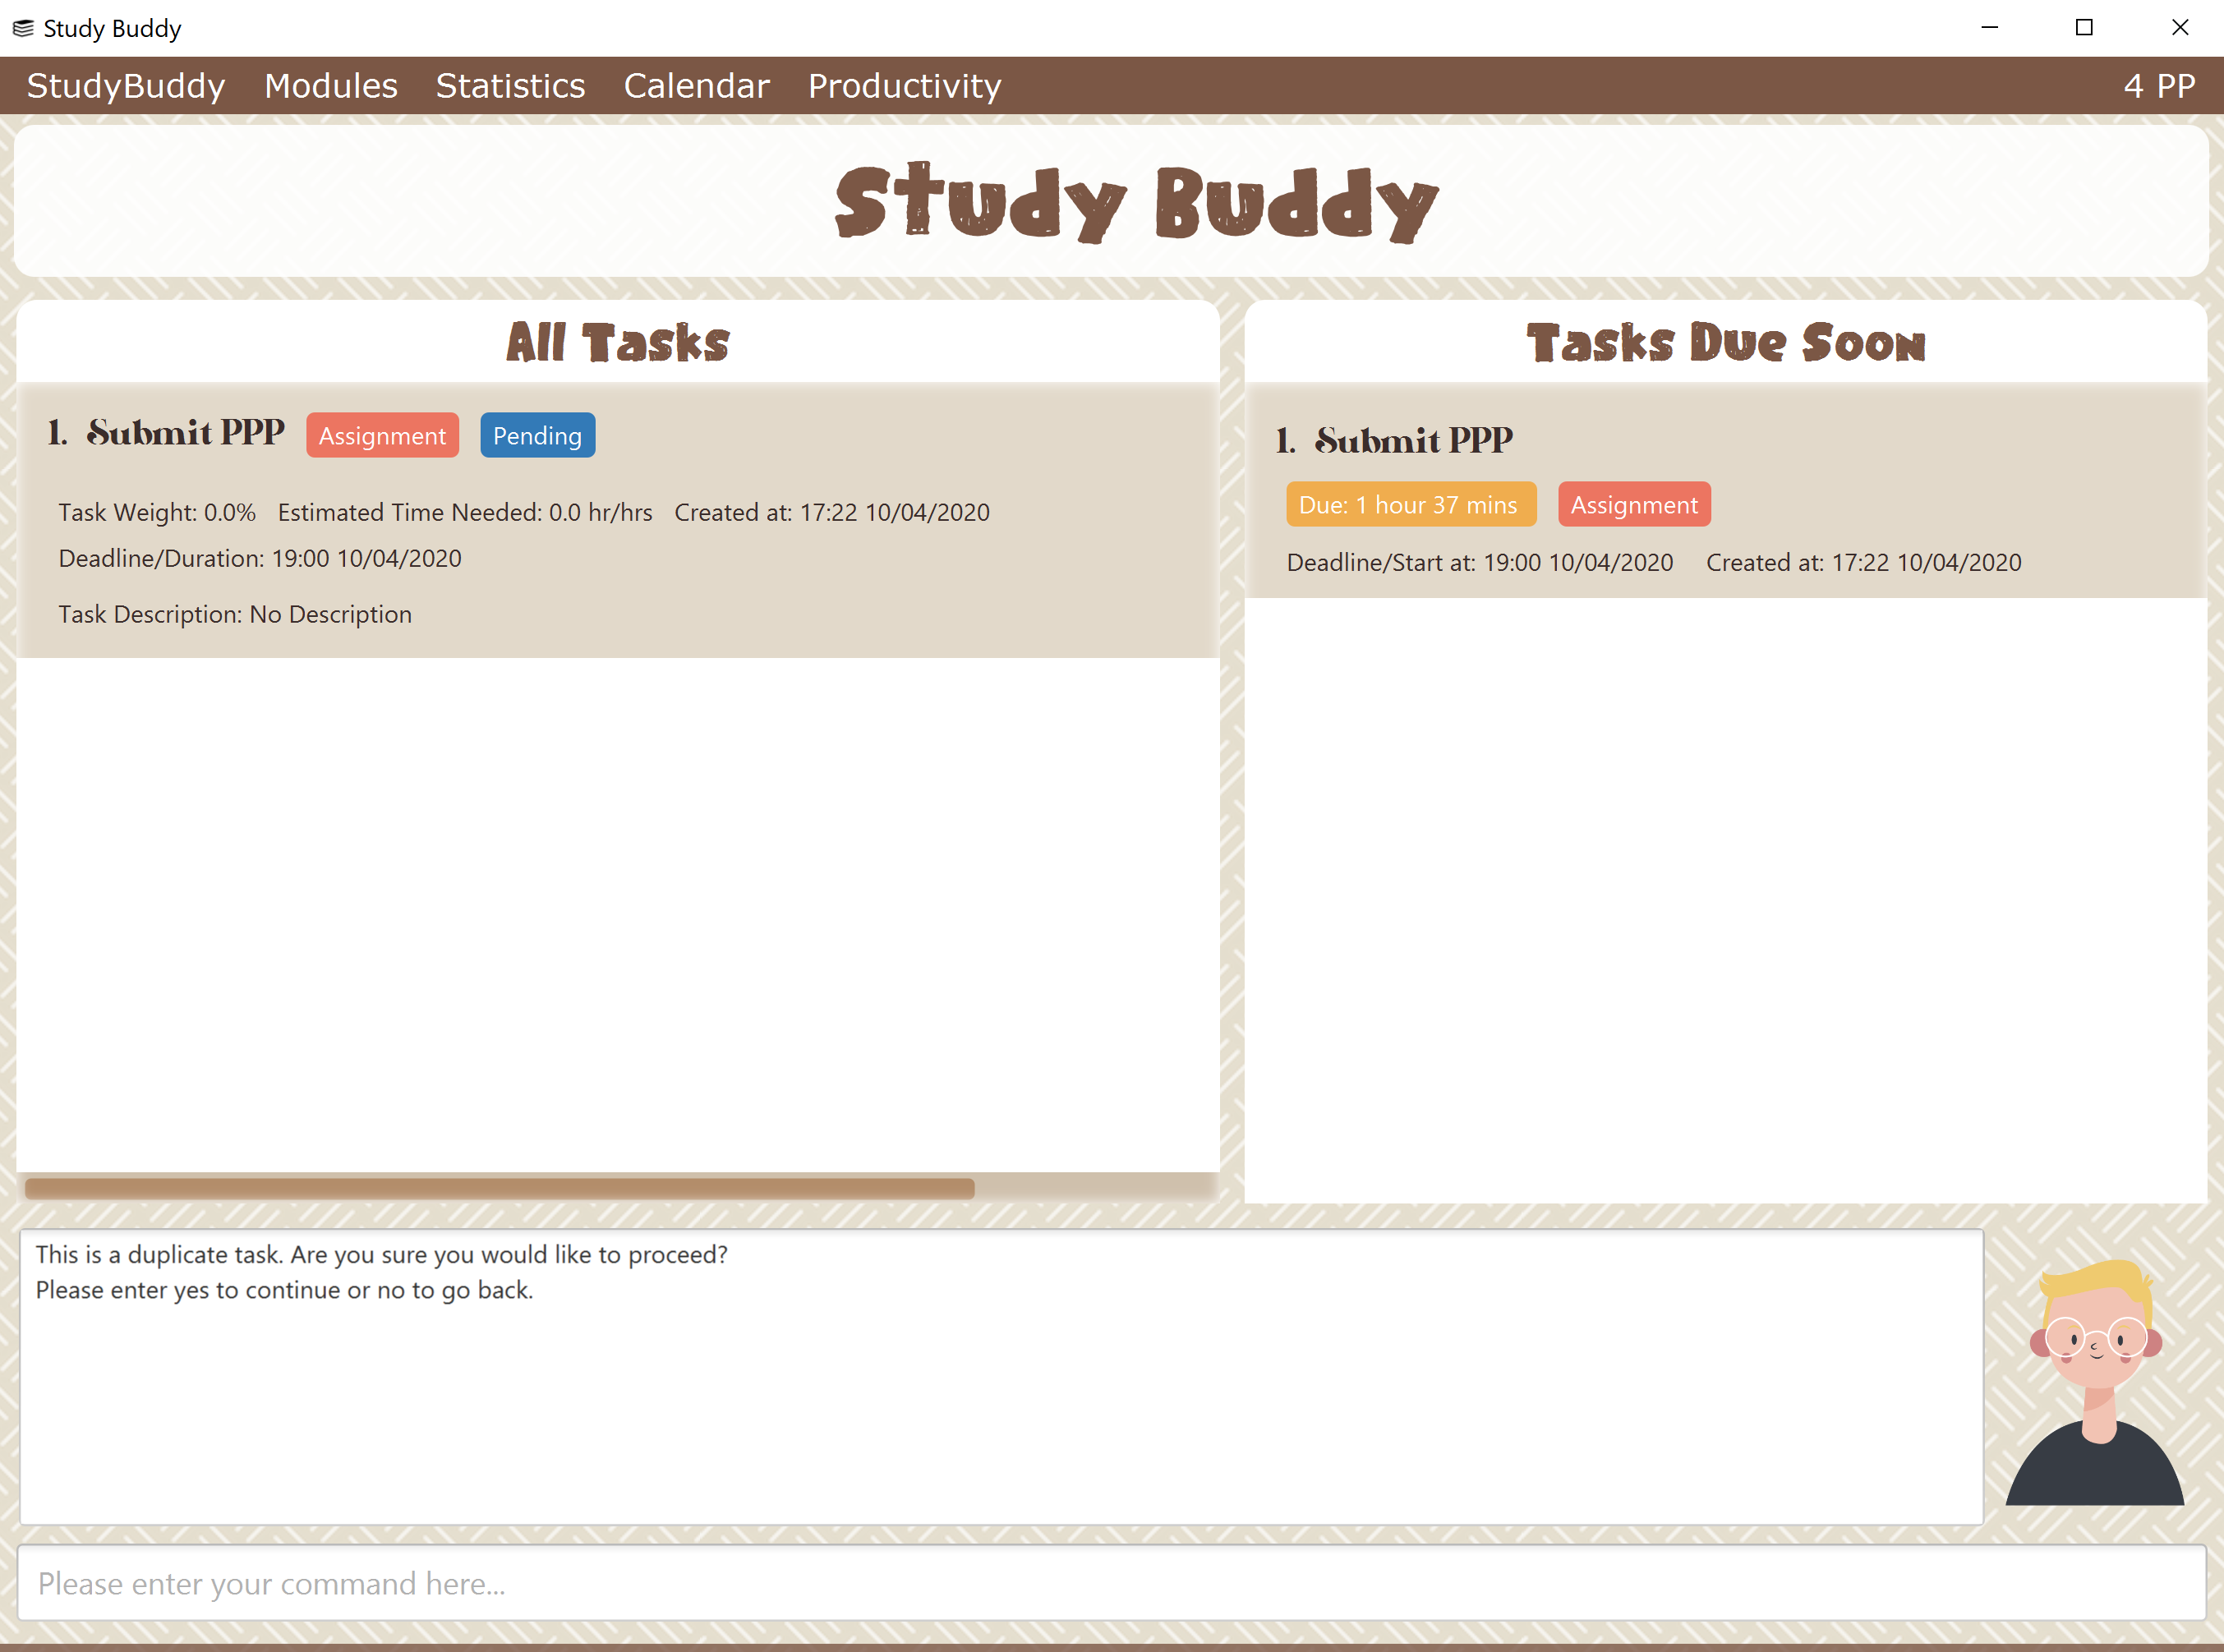 Study Buddy
StudyBuddy Modules Statistics Calendar Productivity 4 PP
Study Buddy
All Tasks
1. Submit PPP Assignment Pending
Task Weight: 0.0% Estimated Time Needed: 0.0 hr/hrs Created at: 17:22 10/04/2020
Deadline/Duration: 19:00 10/04/2020
Task Description: No Description
Tasks Due Soon
1. Submit PPP
Due: 1 hour 37 mins Assignment
Deadline/Start at: 19:00 10/04/2020 Created at: 17:22 10/04/2020
This is a duplicate task. Are you sure you would like to proceed?
Please enter yes to continue or no to go back.
Please enter your command here...